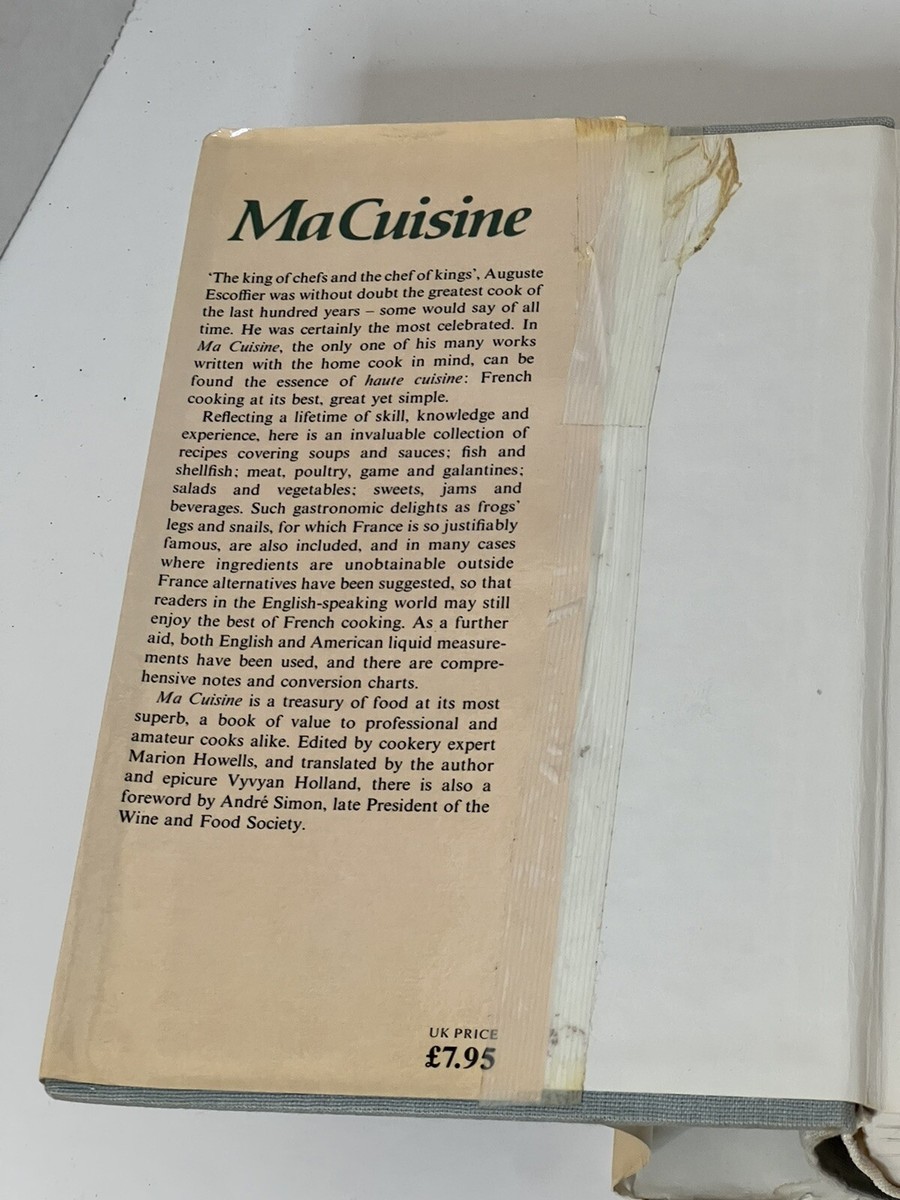 Ma Cuisine
‘The king of chefs and the chef of kings’, Auguste
Escoffier was without doubt the greatest cook of
the last hundred years – some would say of all
time. He was certainly the most celebrated. In
Ma Cuisine, the only one of his many works
written with the home cook in mind, can be
found the essence of haute cuisine: French
cooking at its best, great yet simple.
Reflecting a lifetime of skill, knowledge and
experience, here is an invaluable collection of
recipes covering soups and sauces; fish and
shellfish; meat, poultry, game and galantines;
salads and vegetables; sweets, jams and
beverages. Such gastronomic delights as frogs’
legs and snails, for which France is so justifiably
famous, are also included, and in many cases
where ingredients are unobtainable outside
France alternatives have been suggested, so that
readers in the English-speaking world may still
enjoy the best of French cooking. As a further
aid, both English and American liquid measure-
ments have been used, and there are compre-
hensive notes and conversion charts.
Ma Cuisine is a treasury of food at its most
superb, a book of value to professional and
amateur cooks alike. Edited by cookery expert
Marion Howells, and translated by the author
and epicure Vyvyan Holland, there is also a
foreword by André Simon, late President of the
Wine and Food Society.
UK PRICE
£7.95